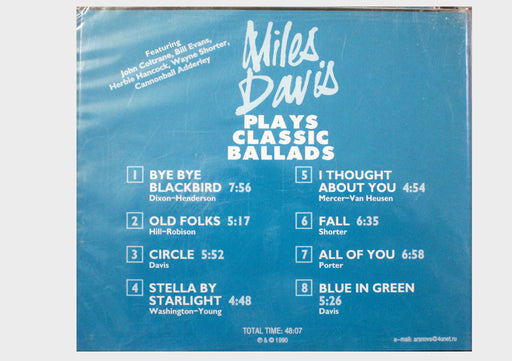 Featuring
John Coltrane, Bill Evans,
Herbie Hancock, Wayne Shorter,
Cannonball Adderley
Miles
Davis
PLAYS
CLASSIC
BALLADS
1 BYE BYE
BLACKBIRD 7:56
Dixon-Henderson
2 OLD FOLKS 5:17
Hill-Robison
3 CIRCLE 5:52
Davis
4 STELLA BY
STARLIGHT 4:48
Washington-Young
5 I THOUGHT
ABOUT YOU 4:54
Mercer-Van Heusen
6 FALL 6:35
Shorter
7 ALL OF YOU 6:58
Porter
8 BLUE IN GREEN
5:26
Davis
TOTAL TIME: 48:07
℗ & © 1990
e-mail: arsnova@4unet.ru